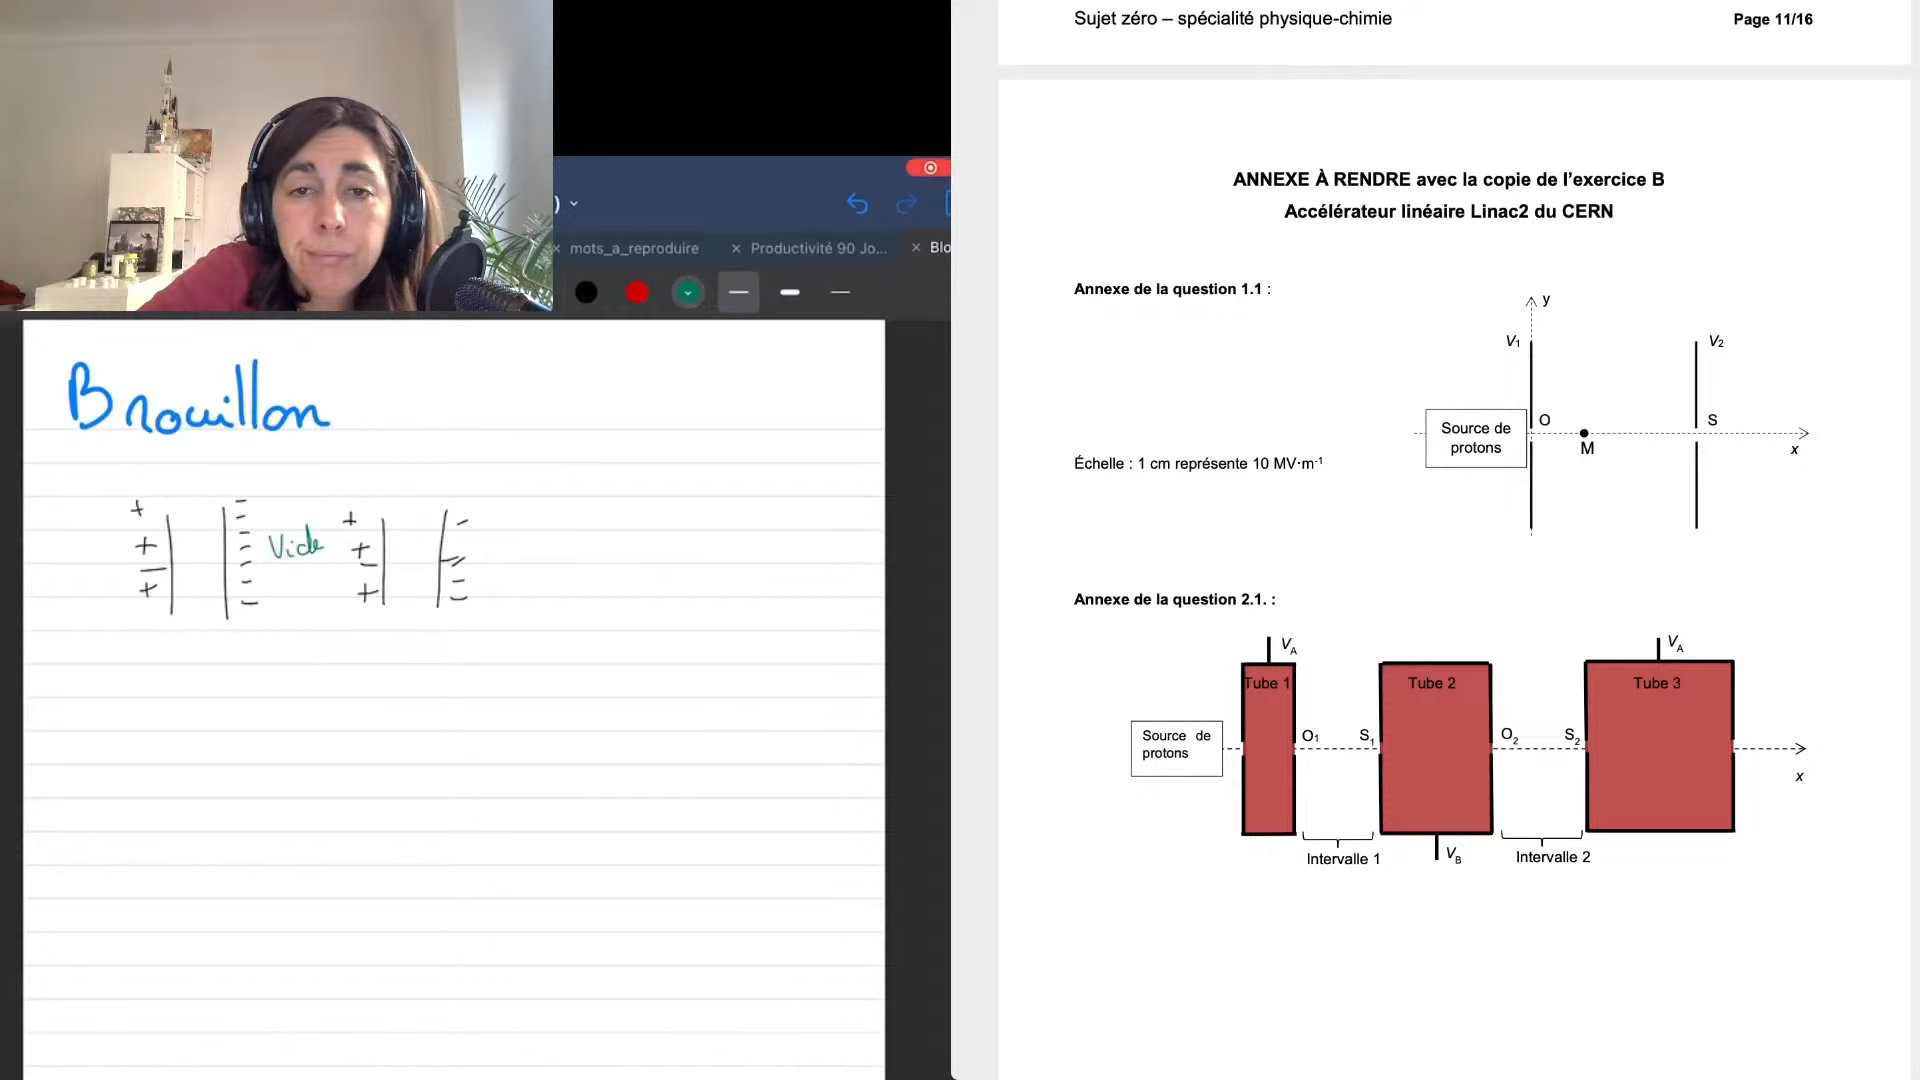 Sujet zéro – spécialité physique-chimie
Page 11/16
ANNEXE À RENDRE avec la copie de l'exercice B
Accélérateur linéaire Linac2 du CERN
) mots_a_reproduire
Productivité 90 Jo...
Blo
Brouillon
+ Vide +
+ +
+ +
Annexe de la question 1.1 :
y
V1
V2
O
S
Source de
protons
M
x
Échelle : 1 cm représente 10 MV·m-1
Annexe de la question 2.1. :
VA
VA
Tube 1
Tube 2
Tube 3
Source de
protons
O1
S1
O2
S2
x
Intervalle 1
VB
Intervalle 2